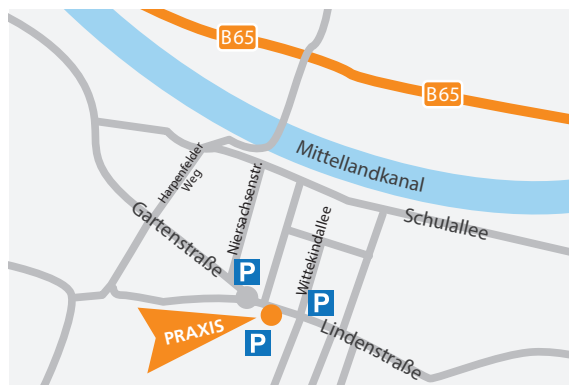 B65
B65
Mittellandkanal
Harpenfelder
Weg
Niersachsenstr.
Schulallee
Gartenstraße
Wittekindallee
P
P
PRAXIS
P
Lindenstraße